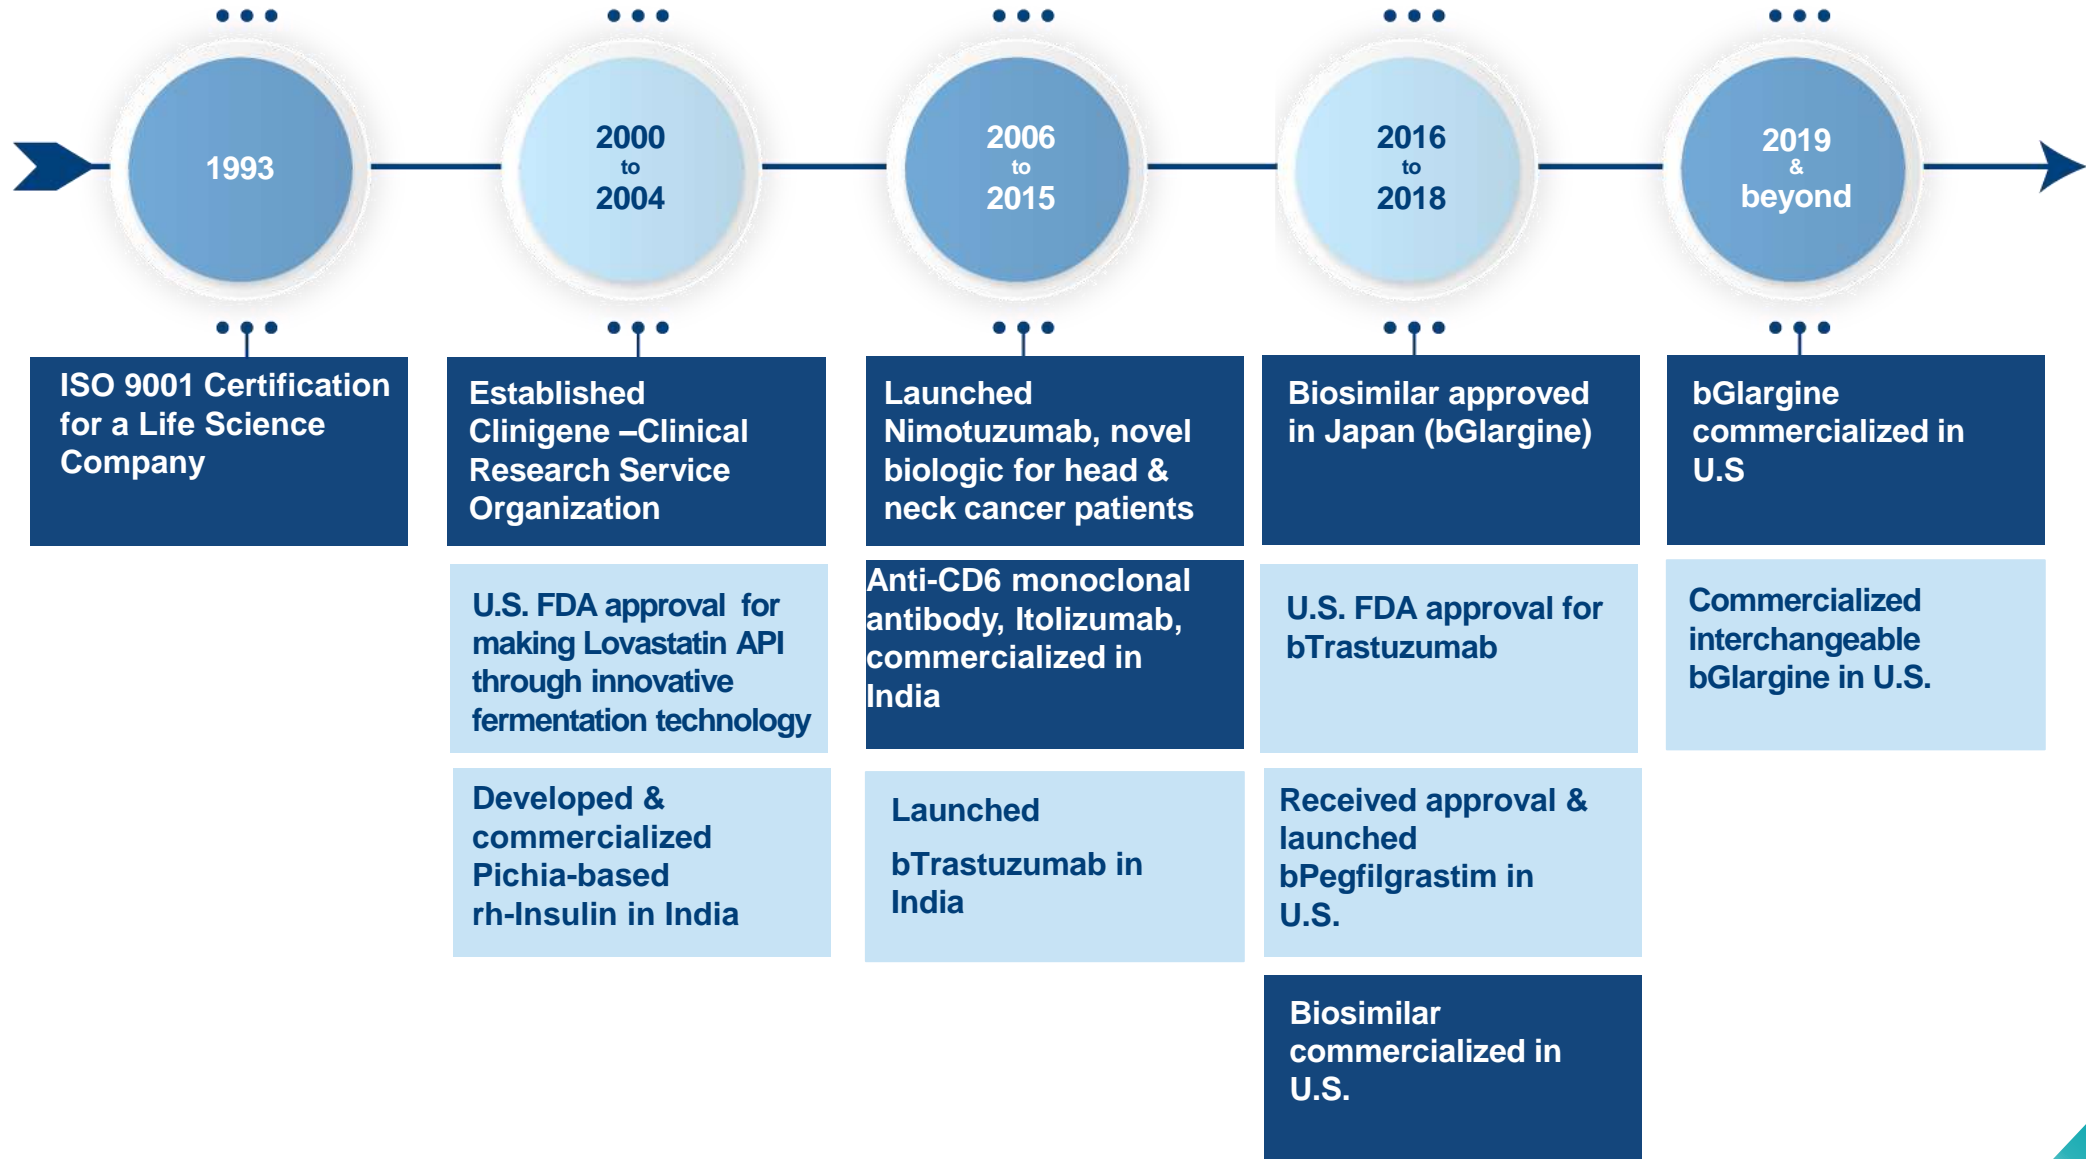 1993
2000
to
2004
2006
to
2015
2016
to
2018
2019
&
beyond
ISO 9001 Certification
for a Life Science
Company
Established
Clinigene –Clinical
Research Service
Organization
U.S. FDA approval for
making Lovastatin API
through innovative
fermentation technology
Developed &
commercialized
Pichia-based
rh-Insulin in India
Launched
Nimotuzumab, novel
biologic for head &
neck cancer patients
Anti-CD6 monoclonal
antibody, Itolizumab,
commercialized in
India
Launched
bTrastuzumab in
India
Biosimilar approved
in Japan (bGlargine)
U.S. FDA approval for
bTrastuzumab
Received approval &
launched
bPegfilgrastim in
U.S.
Biosimilar
commercialized in
U.S.
bGlargine
commercialized in
U.S
Commercialized
interchangeable
bGlargine in U.S.